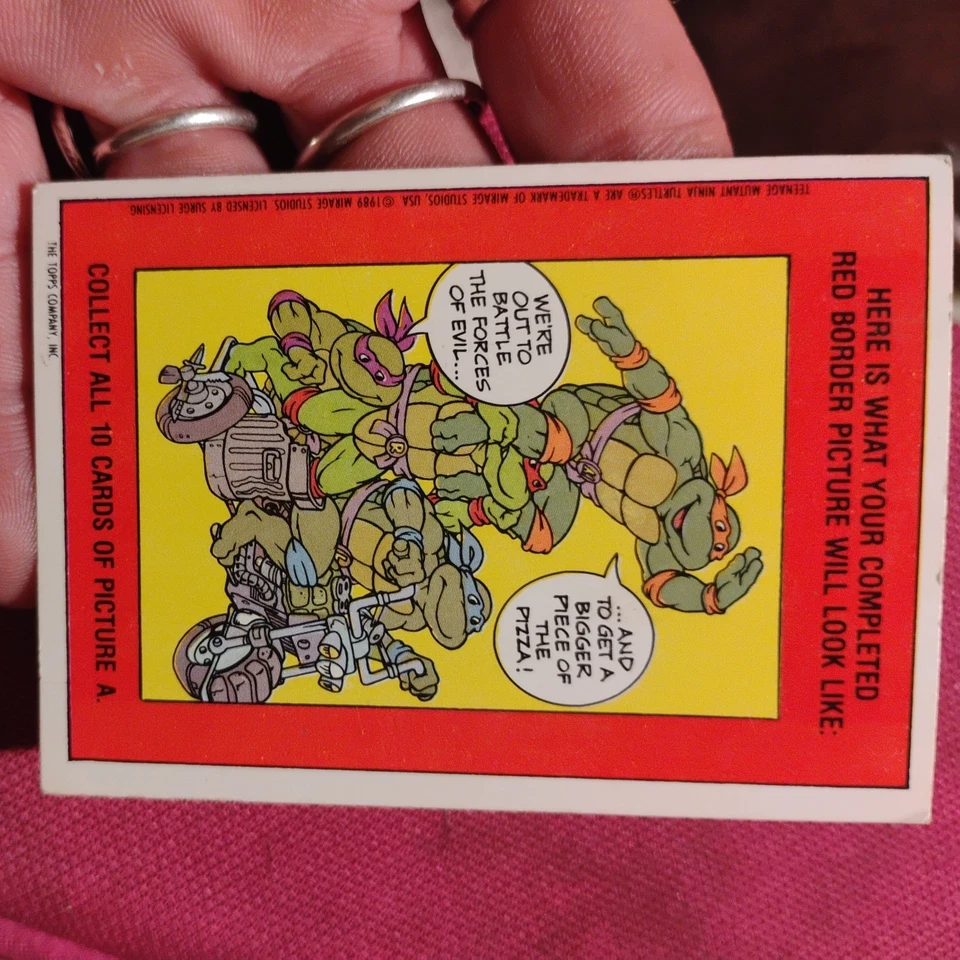 HERE IS WHAT YOUR COMPLETED
RED BORDER PICTURE WILL LOOK LIKE:
WE'RE
OUT TO
BATTLE
THE FORCES
OF EVIL...
...AND
TO GET A
BIGGER
PIECE OF
THE
PIZZA!
COLLECT ALL 10 CARDS OF PICTURE A.
TEENAGE MUTANT NINJA TURTLES® ARE A TRADEMARK OF MIRAGE STUDIOS, USA. ©1989 MIRAGE STUDIOS. LICENSED BY SURGE LICENSING
THE TOPPS COMPANY, INC.